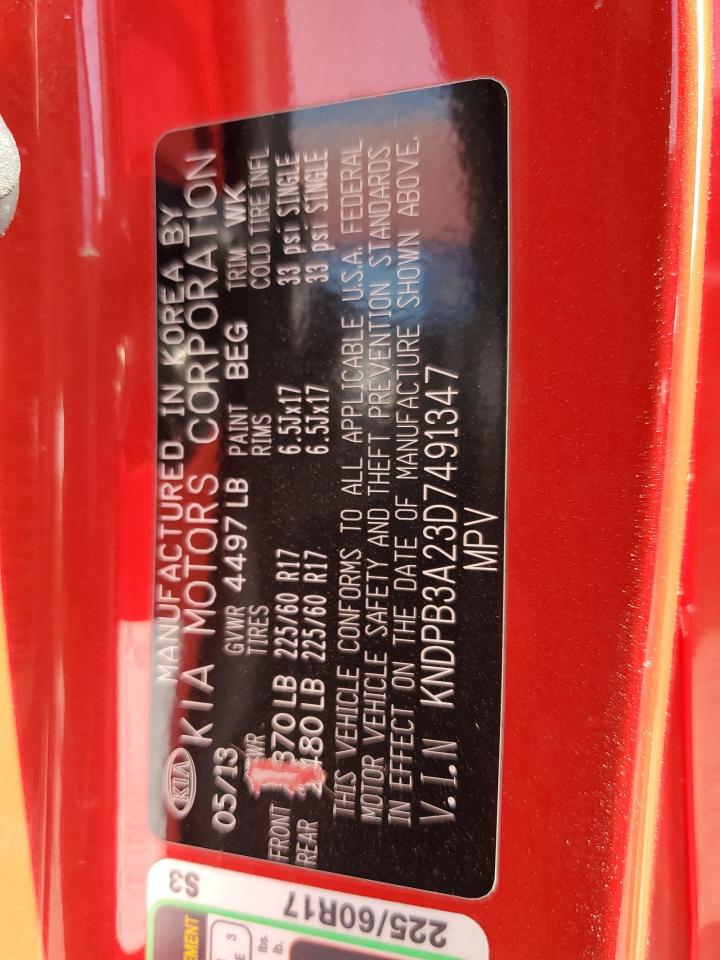 KIA
MANUFACTURED IN KOREA BY
KIA MOTORS CORPORATION
05/13 GVWR 4497 LB PAINT BEG TRIM WK
TIRES RIMS COLD TIRE INFL
FRONT 370 LB 225/60 R17 6.5Jx17 33 psi SINGLE
REAR 480 LB 225/60 R17 6.5Jx17 33 psi SINGLE
THIS VEHICLE CONFORMS TO ALL APPLICABLE U.S.A. FEDERAL
MOTOR VEHICLE SAFETY AND THEFT PREVENTION STANDARDS
IN EFFECT ON THE DATE OF MANUFACTURE SHOWN ABOVE.
V.I.N KNDPB3A23D7491347
MPV
225/60R17
S3
3
lbs.
lb.